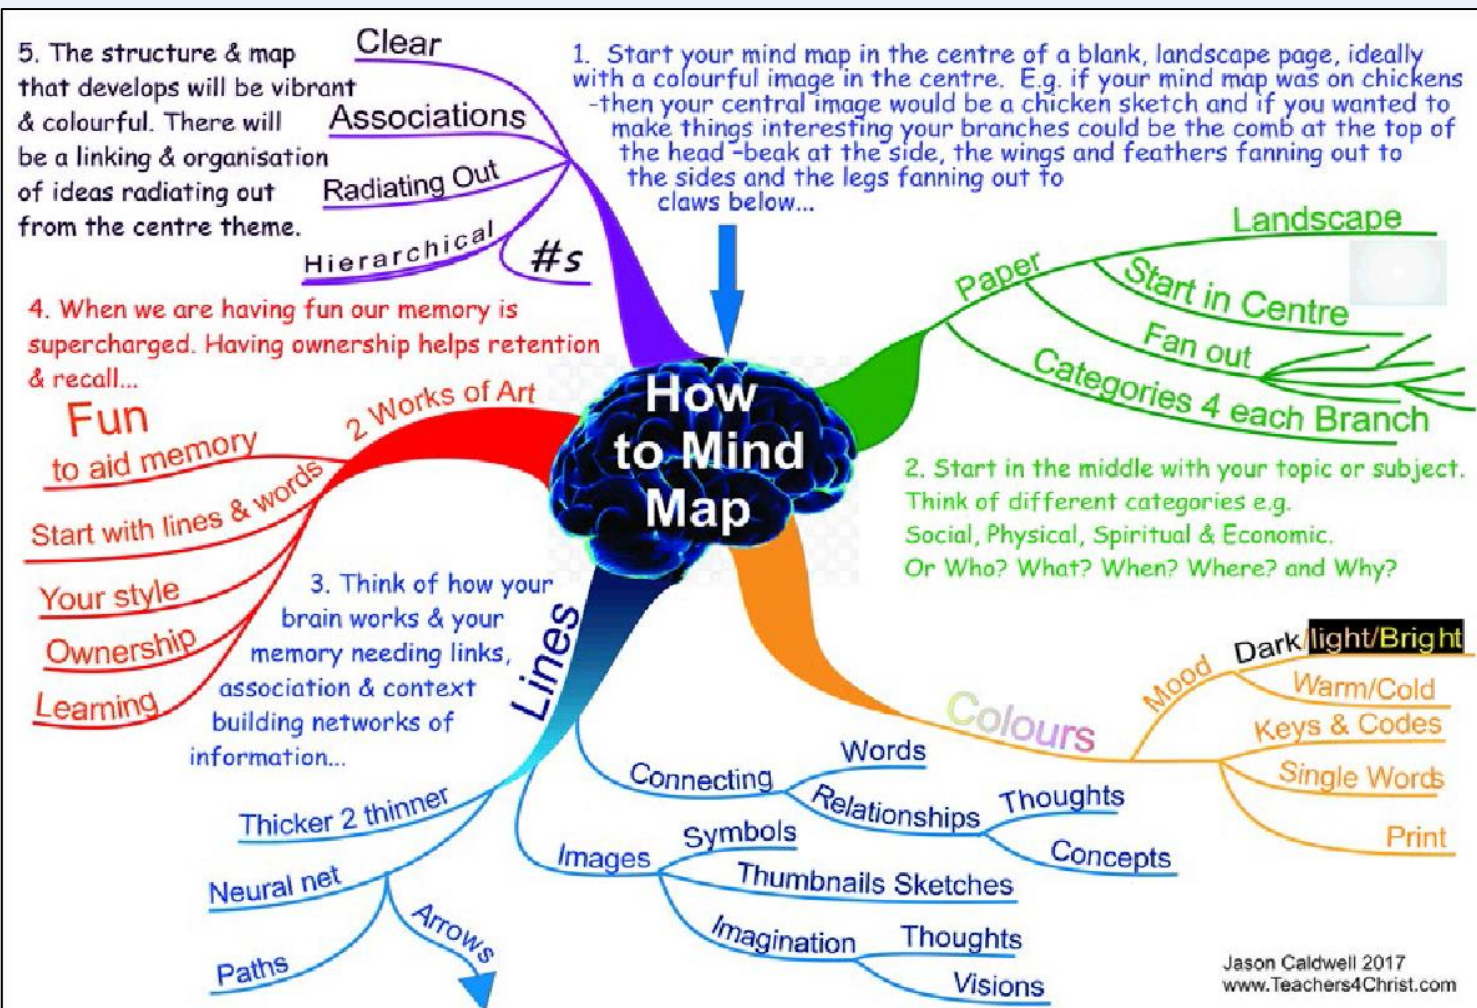 5. The structure & map
that develops will be vibrant
& colourful. There will
be a linking & organisation
of ideas radiating out
from the centre theme.
Clear
Associations
Radiating Out
Hierarchical
#s
1. Start your mind map in the centre of a blank, landscape page, ideally
with a colourful image in the centre. E.g. if your mind map was on chickens
-then your central image would be a chicken sketch and if you wanted to
make things interesting your branches could be the comb at the top of
the head -beak at the side, the wings and feathers fanning out to
the sides and the legs fanning out to
claws below...
Paper
Landscape
Start in Centre
Fan out
Categories 4 each Branch
2. Start in the middle with your topic or subject.
Think of different categories e.g.
Social, Physical, Spiritual & Economic.
Or Who? What? When? Where? and Why?
4. When we are having fun our memory is
supercharged. Having ownership helps retention
& recall...
2 Works of Art
Fun
to aid memory
Start with lines & words
Your style
Ownership
Learning
How
to Mind
Map
3. Think of how your
brain works & your
memory needing links,
association & context
building networks of
information...
Lines
Thicker 2 thinner
Neural net
Paths
Arrows
Connecting
Words
Relationships
Thoughts
Concepts
Images
Symbols
Thumbnails Sketches
Imagination
Thoughts
Visions
Colours
Mood
Dark/light/Bright
Warm/Cold
Keys & Codes
Single Words
Print
Jason Caldwell 2017
www.Teachers4Christ.com